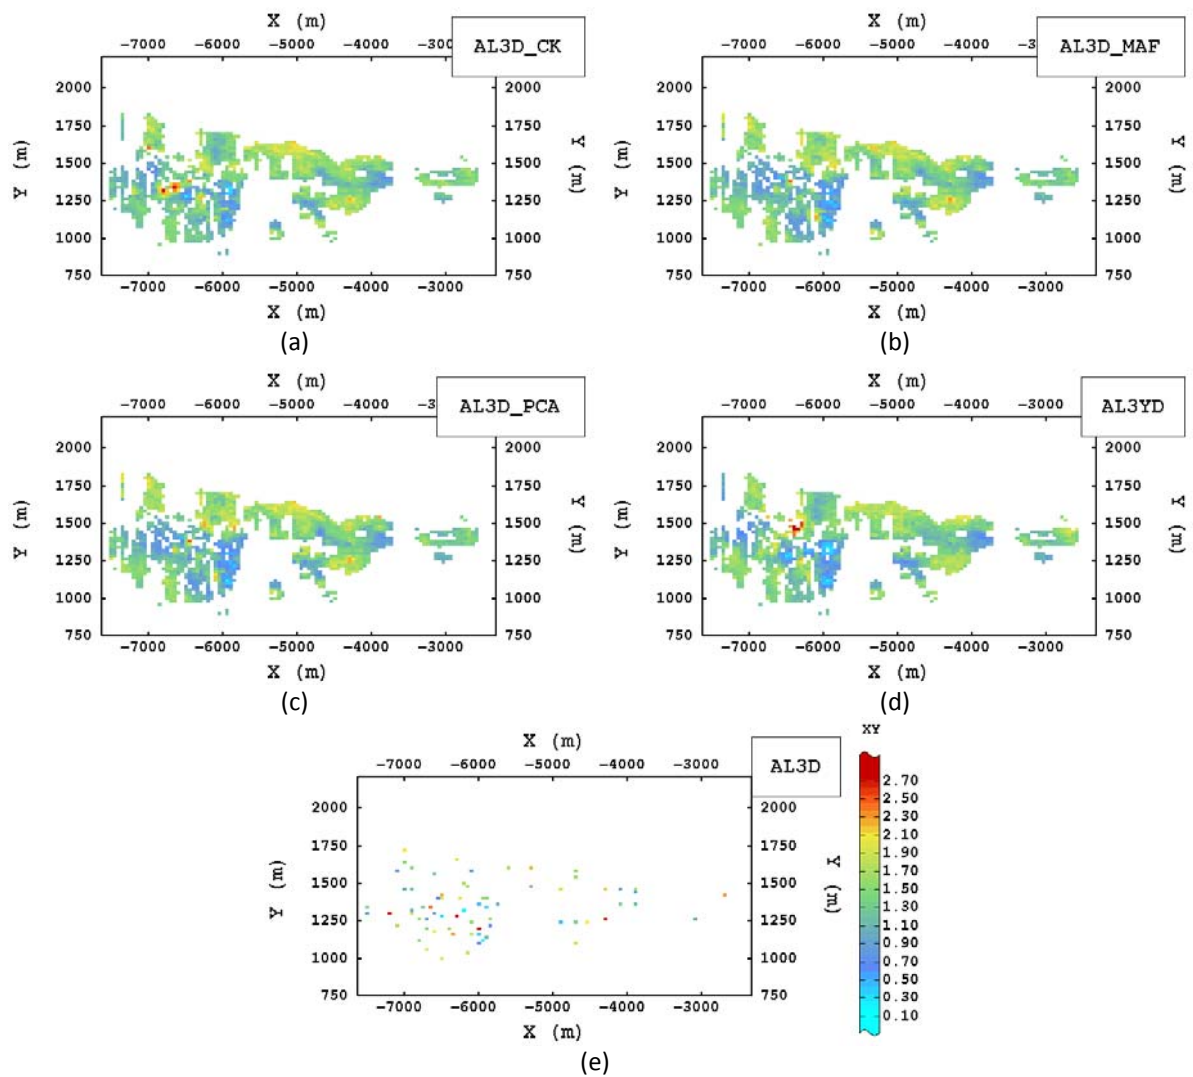 X (m)
X (m)
-7000 -6000 -5000 -4000 -3000 AL3D_CK
-7000 -6000 -5000 -4000 -3000 AL3D_MAF
2000 2000
2000 2000
1750 1750
1750 1750
Y (m) 1500 1500 Y (m)
Y (m) 1500 1500 Y (m)
1250 1250
1250 1250
1000 1000
1000 1000
750 750
750 750
-7000 -6000 -5000 -4000 -3000
-7000 -6000 -5000 -4000 -3000
X (m)
X (m)
(a)
(b)
X (m)
X (m)
-7000 -6000 -5000 -4000 -3 AL3D_PCA
-7000 -6000 -5000 -4000 -3000 AL3YD
2000 2000
2000 2000
1750 1750
1750 1750
Y (m) 1500 1500 Y (m)
Y (m) 1500 1500 Y (m)
1250 1250
1250 1250
1000 1000
1000 1000
750 750
750 750
-7000 -6000 -5000 -4000 -3000
-7000 -6000 -5000 -4000 -3000
X (m)
X (m)
(c)
(d)
X (m)
-7000 -6000 -5000 -4000 -3000 AL3D
2000 2000
1750 1750
Y (m) 1500 1500 Y (m)
1250 1250
1000 1000
750 750
-7000 -6000 -5000 -4000 -3000
X (m)
XY
2.70
2.50
2.30
2.10
1.90
1.70
1.50
1.30
1.10
0.90
0.70
0.50
0.30
0.10
(e)